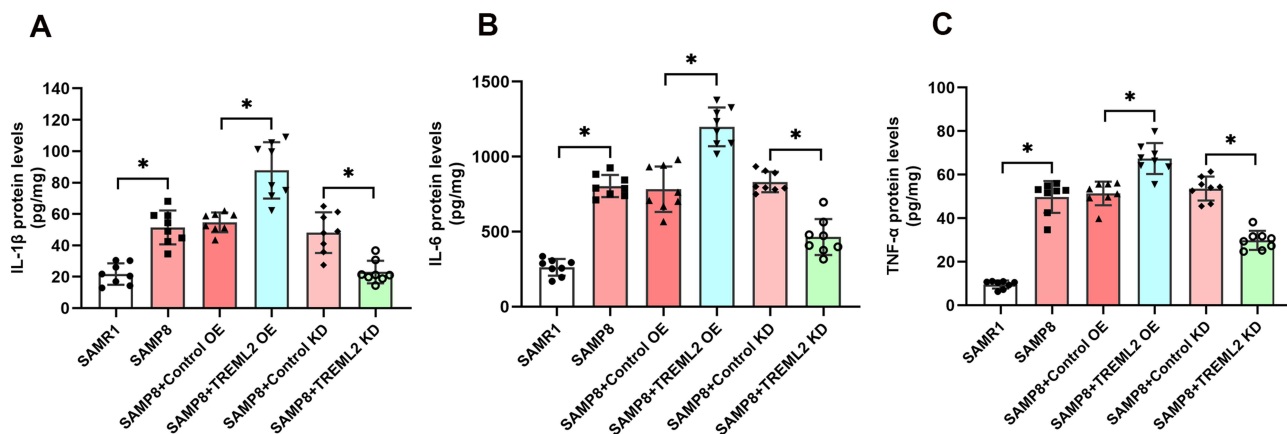 A
IL-1β protein levels
(pg/mg)
140
120
100
80
60
40
20
0
*
*
*
SAMR1
SAMP8
SAMP8+Control OE
SAMP8+TREML2 OE
SAMP8+Control KD
SAMP8+TREML2 KD
B
IL-6 protein levels
(pg/mg)
1500
1000
500
0
*
*
*
SAMR1
SAMP8
SAMP8+Control OE
SAMP8+TREML2 OE
SAMP8+Control KD
SAMP8+TREML2 KD
C
TNF-α protein levels
(pg/mg)
100
80
60
40
20
0
*
*
*
SAMR1
SAMP8
SAMP8+Control OE
SAMP8+TREML2 OE
SAMP8+Control KD
SAMP8+TREML2 KD